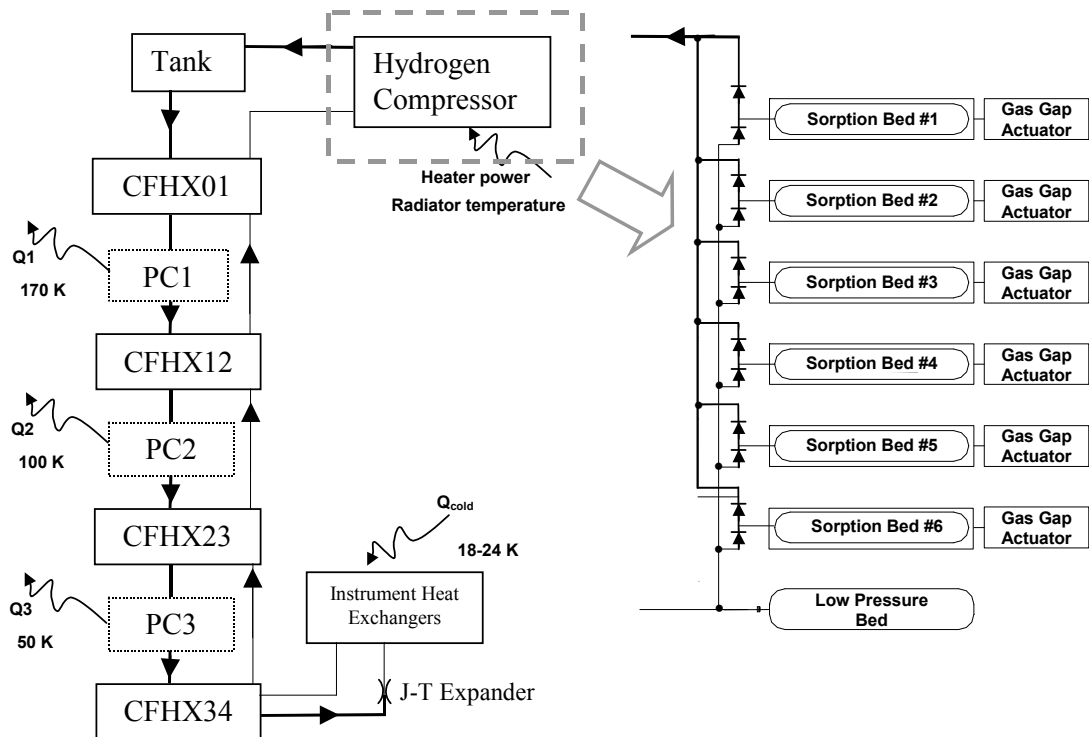 Tank
Hydrogen
Compressor
Heater power
Radiator temperature
CFHX01
Q1
170 K
PC1
CFHX12
Q2
100 K
PC2
CFHX23
Q3
50 K
PC3
CFHX34
Qcold
18-24 K
Instrument Heat
Exchangers
J-T Expander
Sorption Bed #1
Gas Gap
Actuator
Sorption Bed #2
Gas Gap
Actuator
Sorption Bed #3
Gas Gap
Actuator
Sorption Bed #4
Gas Gap
Actuator
Sorption Bed #5
Gas Gap
Actuator
Sorption Bed #6
Gas Gap
Actuator
Low Pressure
Bed